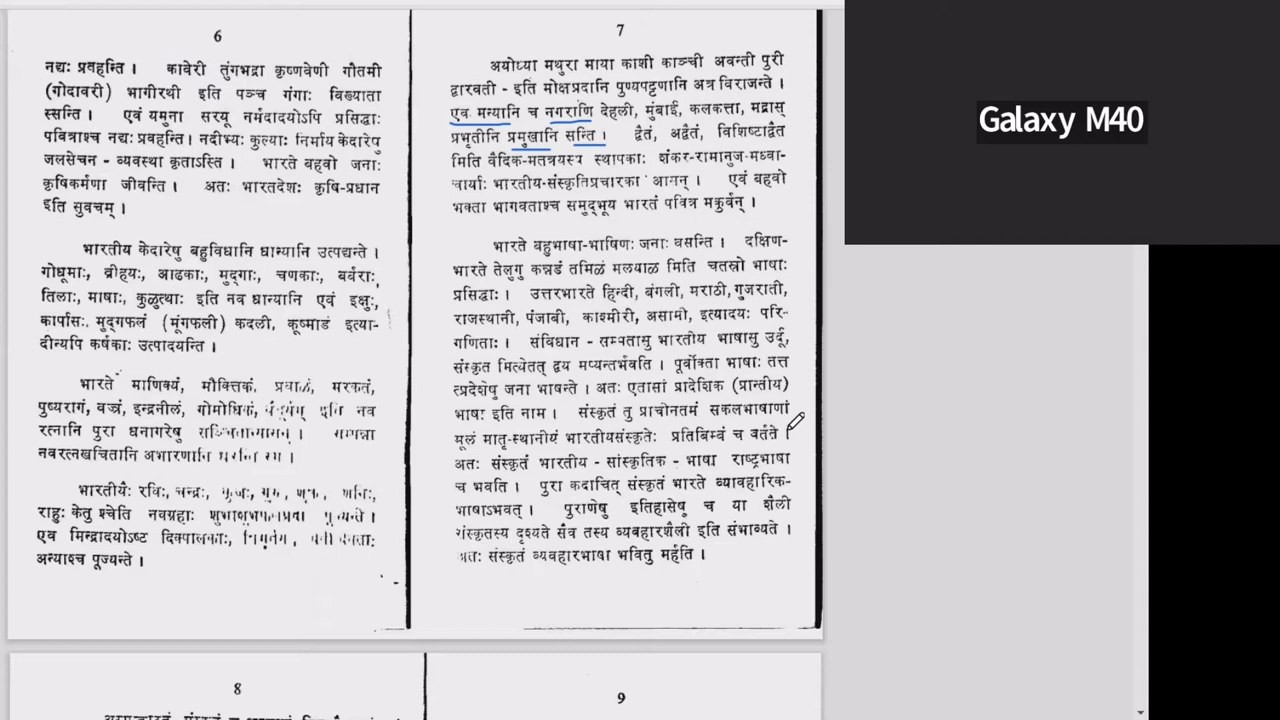 6
नद्यः प्रवहन्ति । कावेरी तुंगभद्रा कृष्णवेणी गौतमी
(गोदावरी) भागीरथी इति पञ्च गंगाः विख्याता
स्सन्ति । एवं यमुना सरयू नर्मदादयोऽपि प्रसिद्धाः
पवित्राश्च नद्यः प्रवहन्ति । नदीभ्यः कुल्याः निर्माय केदारेषु
जलसेचन - व्यवस्था कृताऽस्ति । भारते बहवो जनाः
कृषिकर्मणा जीवन्ति । अतः भारतदेशः कृषि-प्रधान
इति सुवचम् ।
भारतीय केदारेषु बहुविधानि धान्यानि उत्पद्यन्ते ।
गोधूमाः, व्रीहयः, आढकाः, मुद्गाः, चणकाः, बर्बराः,
तिलाः, माषाः, कुळुत्थाः इति नव धान्यानि एवं इक्षुः,
कार्पासः, मुद्गफलं (मूंगफली) कदली, कूष्माडं इत्या-
दीन्यपि कर्षकाः उत्पादयन्ति ।
भारते माणिक्यं, मौक्तिकं, प्रवाळं, मरकतं,
पुष्यरागं, वज्रं, इन्द्रनीलं, गोमोधिकं, इति नव
रत्नानि पुरा धनागरेषु
नवरत्नखचितानि अभारणानि
भारतीयैः रविः, चन्द्रः, कुजः, शनिः,
राहुः केतु श्चेति नवग्रहाः
एव मिन्द्रादयोऽष्ट दिक्पालकाः,
अन्याश्च पूज्यन्ते ।
7
अयोध्या मथुरा माया काशी काञ्ची अवन्ती पुरी
द्वारवती - इति मोक्षप्रदानि पुण्यपट्टणानि अत्र विराजन्ते ।
एव मन्यानि च नगराणि देहली, मुंबाई, कलकत्ता, मद्रास्
प्रभृतीनि प्रमुखानि सन्ति । द्वैतं, अद्वैतं, विशिष्टाद्वैत
मिति वैदिक-मतत्रयस्य स्थापकाः शंकर-रामानुज-मध्वा-
चार्याः भारतीय-संस्कृतिप्रचारका आसन् । एवं बहवो
भक्ता भागवताश्च समुद्भूय भारतं पवित्र मकुर्वन् ।
भारते बहुभाषा-भाषिणः जनाः वसन्ति । दक्षिण-
भारते तेलुगु कन्नडं तमिळं मलयाळ मिति चतस्रो भाषाः
प्रसिद्धाः । उत्तरभारते हिन्दी, बंगली, मराठी, गुजराती,
राजस्थानी, पंजाबी, काश्मीरी, असामी, इत्यादयः परि-
गणिताः । संविधान - सम्मतासु भारतीय भाषासु उर्दू,
संस्कृत मित्येतत् द्वय मप्यन्तर्भवति । पूर्वोक्ता भाषाः तत्त
त्प्रदेशेषु जना भाषन्ते । अतः एतासां प्रादेशिक (प्रान्तीय)
भाषा इति नाम । संस्कृतं तु प्राचीनतमं सकलभाषाणां
मूलं मातृ-स्थानीयं भारतीयसंस्कृतेः प्रतिबिम्बं च वर्तते ।
अतः संस्कृतं भारतीय - सांस्कृतिक - भाषा राष्ट्रभाषा
च भवति । पुरा कदाचित् संस्कृतं भारते व्यावहारिक-
भाषाऽभवत् । पुराणेषु इतिहासेषु च या शैली
संस्कृतस्य दृश्यते सैव तस्य व्यवहारशैली इति संभाव्यते ।
अतः संस्कृतं व्यवहारभाषा भवितु मर्हति ।
8
9
Galaxy M40